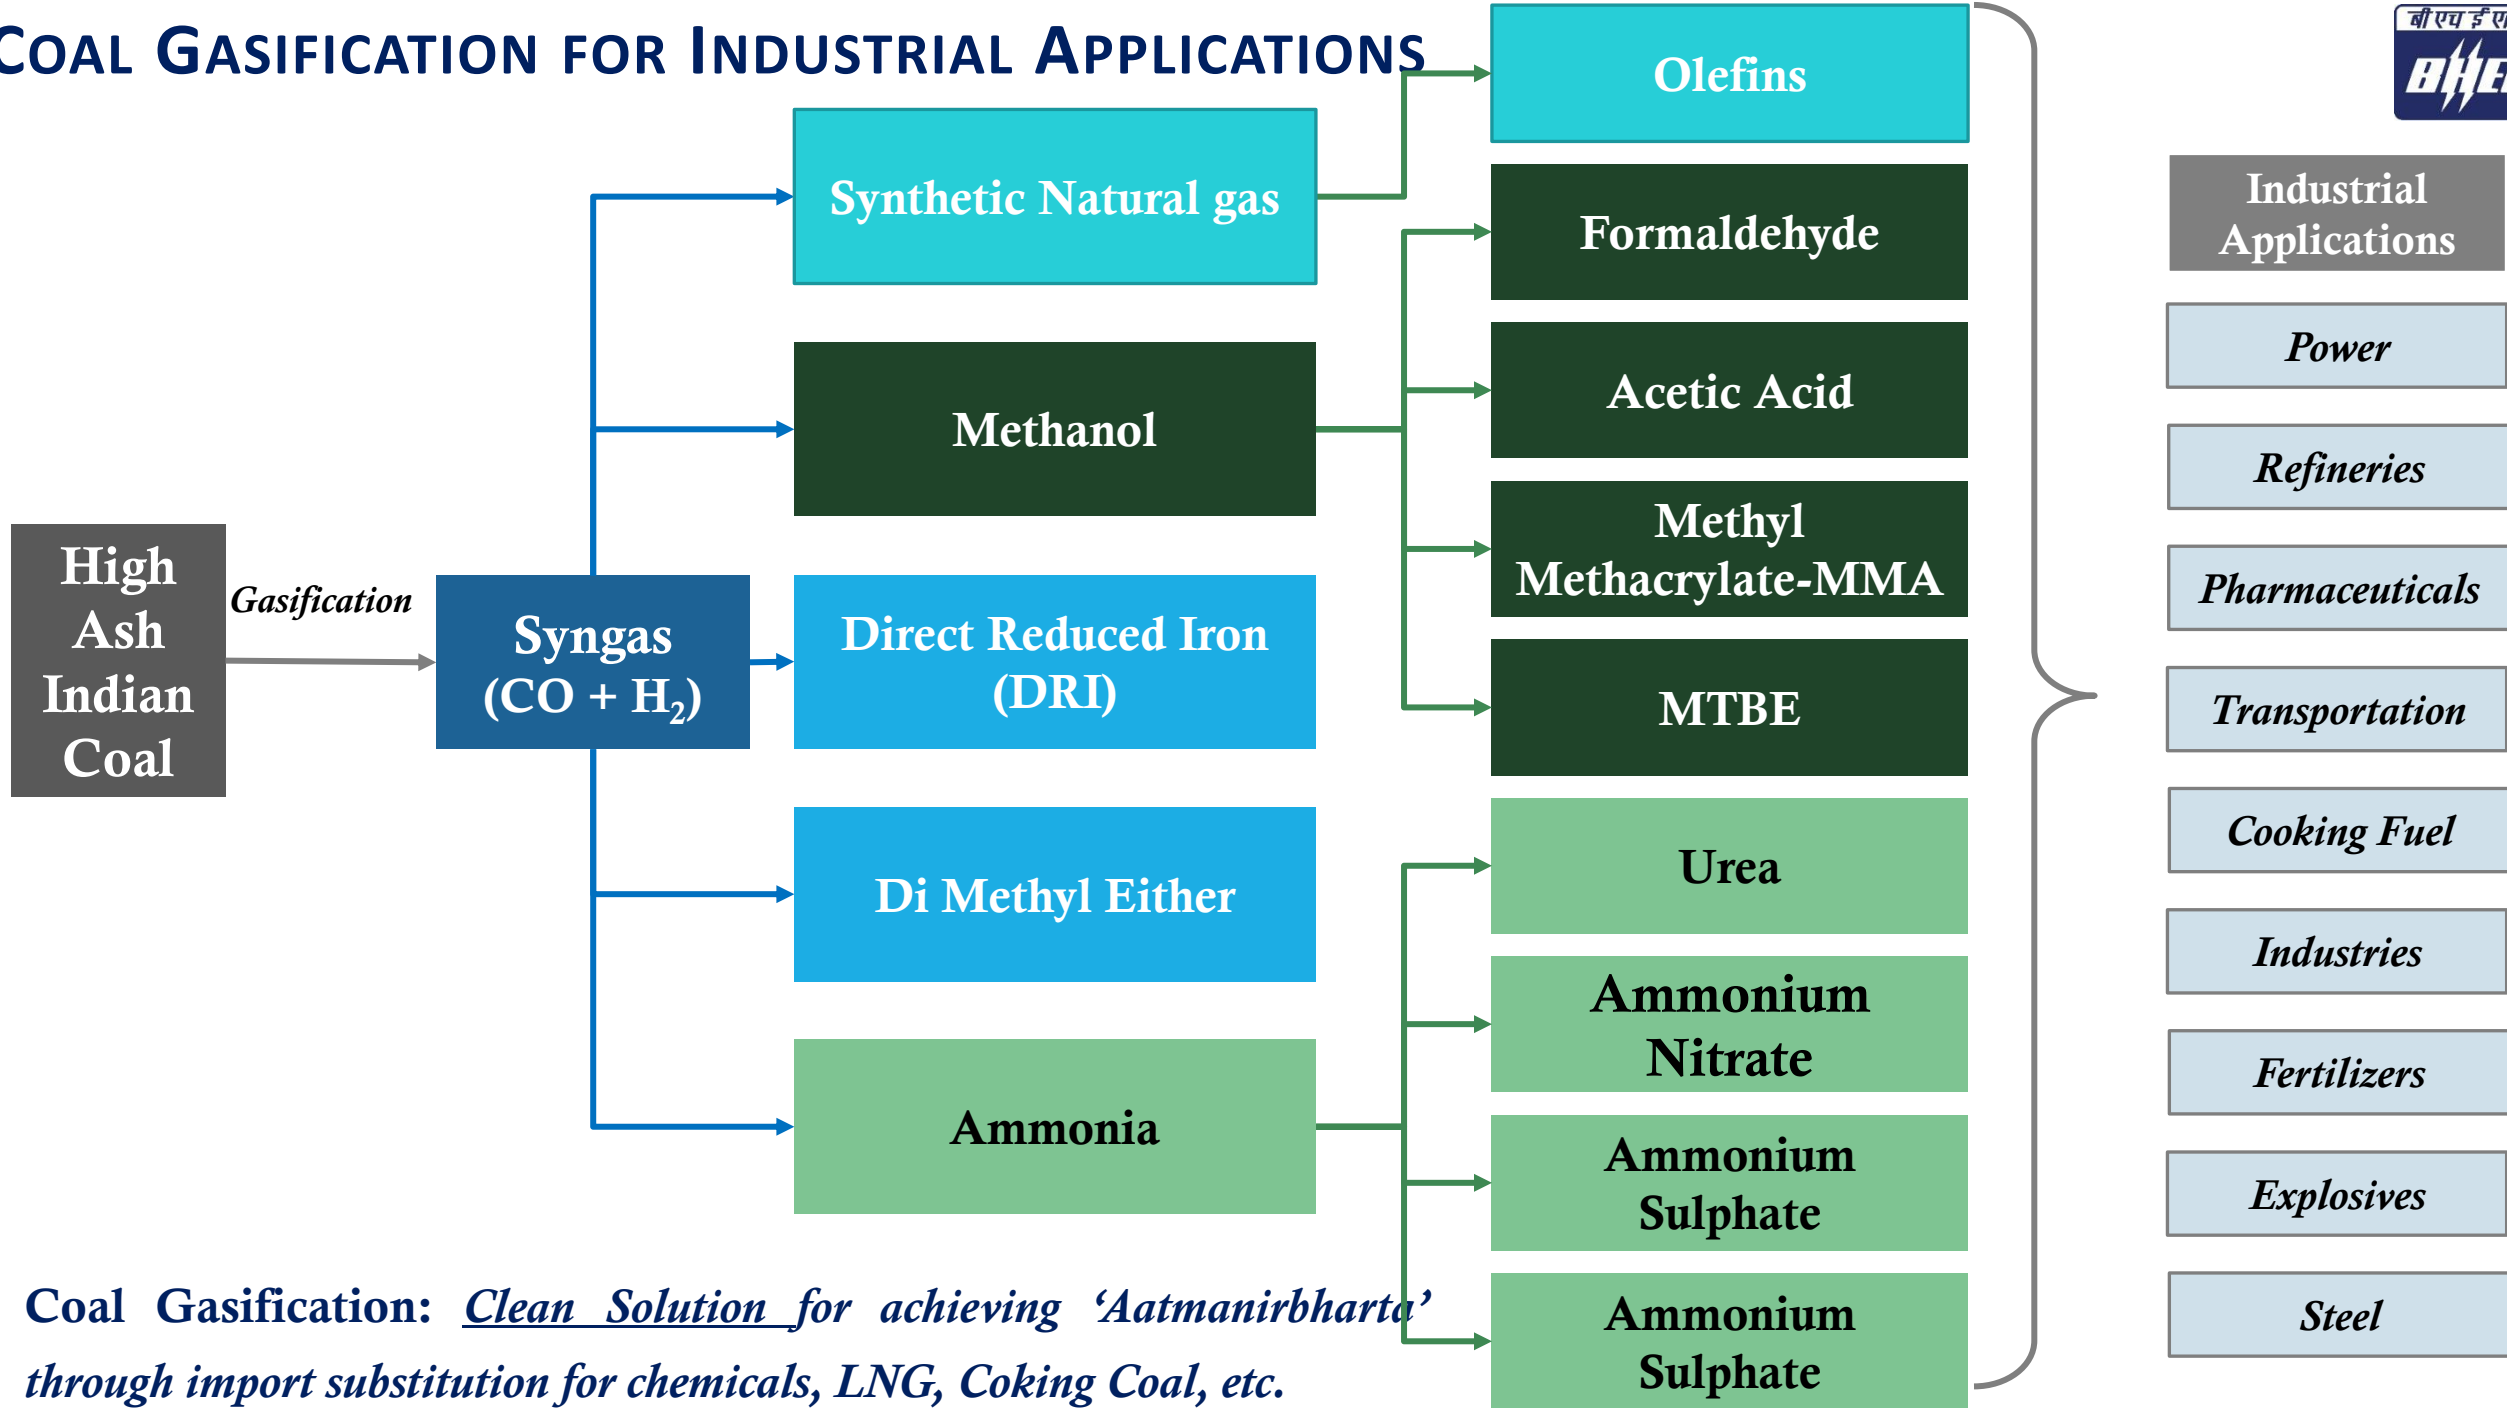 COAL GASIFICATION FOR INDUSTRIAL APPLICATIONS
बी एच ई
BHE
High
Ash
Indian
Coal
Gasification
Syngas
(CO + H₂)
Synthetic Natural gas
Methanol
Direct Reduced Iron
(DRI)
Di Methyl Either
Ammonia
Olefins
Formaldehyde
Acetic Acid
Methyl
Methacrylate-MMA
MTBE
Urea
Ammonium
Nitrate
Ammonium
Sulphate
Ammonium
Sulphate
Industrial
Applications
Power
Refineries
Pharmaceuticals
Transportation
Cooking Fuel
Industries
Fertilizers
Explosives
Steel
Coal Gasification: Clean Solution for achieving ‘Aatmanirbharta’
through import substitution for chemicals, LNG, Coking Coal, etc.